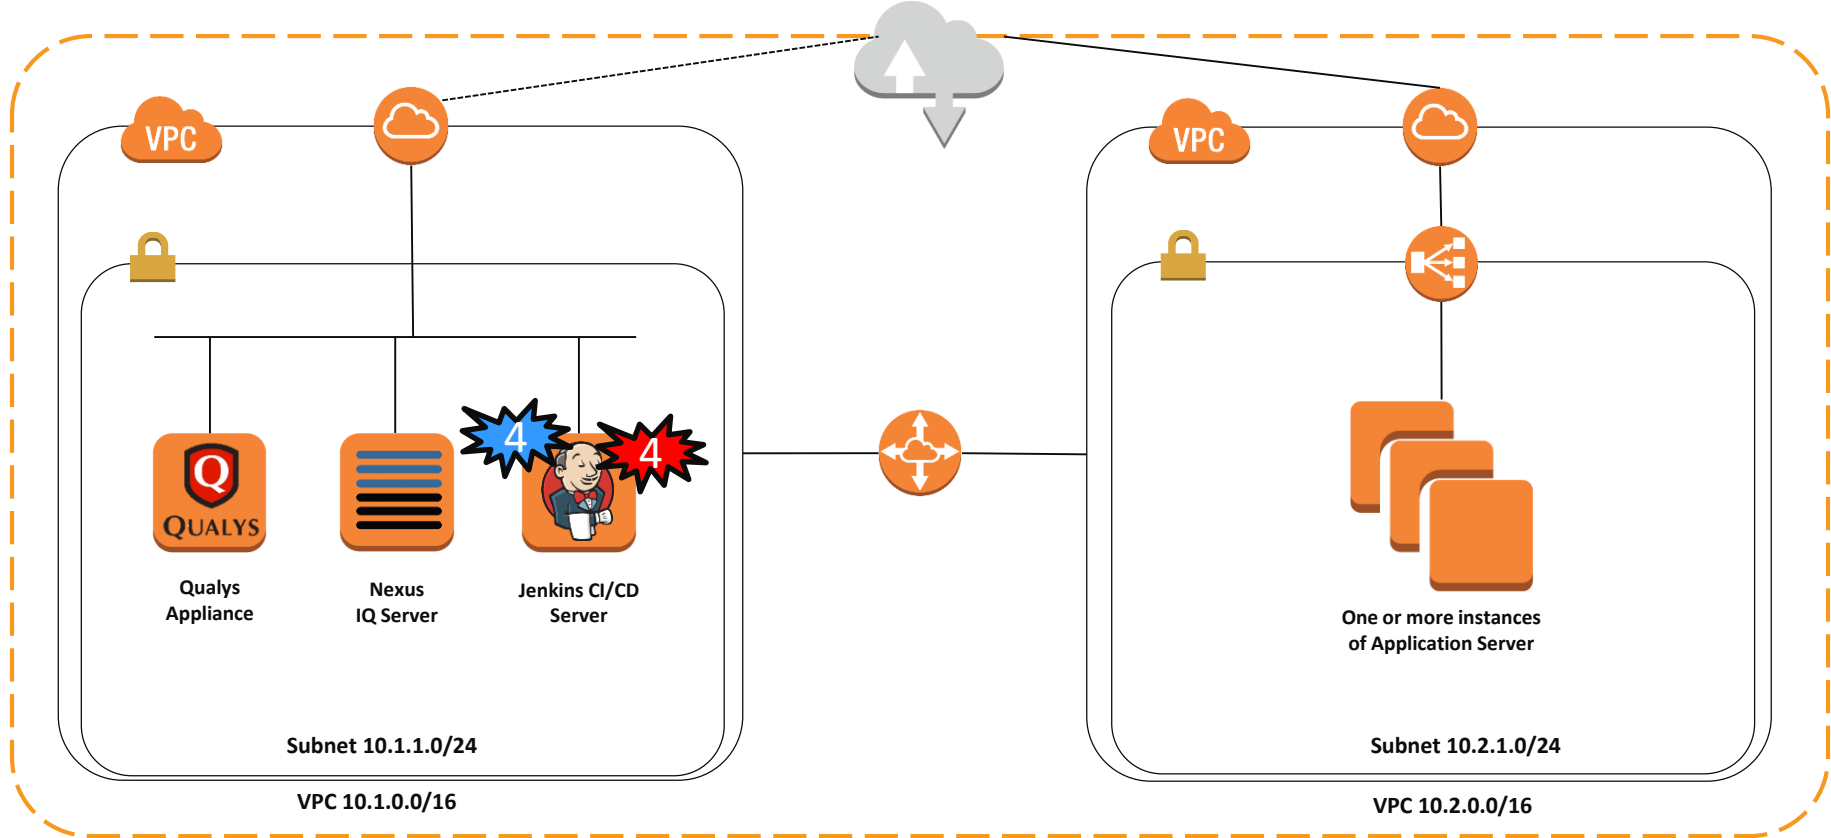 VPC
VPC
4
4
Q
QUALYS
Qualys
Appliance
Nexus
IQ Server
Jenkins CI/CD
Server
One or more instances
of Application Server
Subnet 10.1.1.0/24
Subnet 10.2.1.0/24
VPC 10.1.0.0/16
VPC 10.2.0.0/16